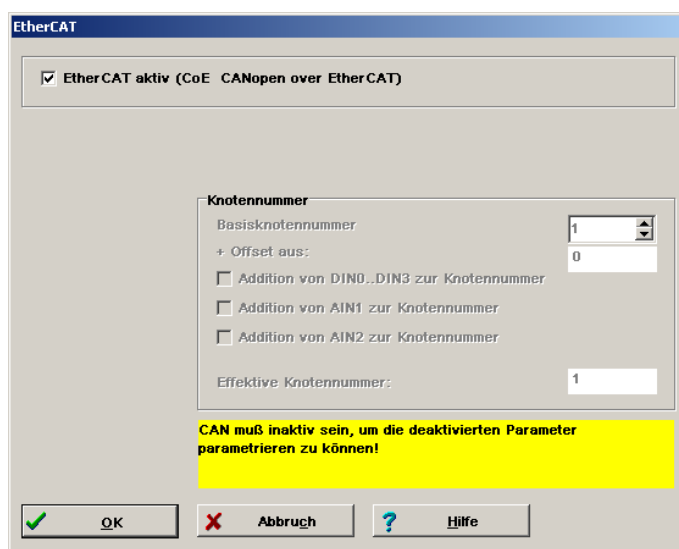 EtherCAT
EtherCAT aktiv (CoE CANopen over EtherCAT)
Knotennummer
Basisknotennummer
1
+ Offset aus:
0
Addition von DIN0..DIN3 zur Knotennummer
Addition von AIN1 zur Knotennummer
Addition von AIN2 zur Knotennummer
Effektive Knotennummer:
1
CAN muß inaktiv sein, um die deaktivierten Parameter
parametrieren zu können!
OK
Abbruch
?
Hilfe